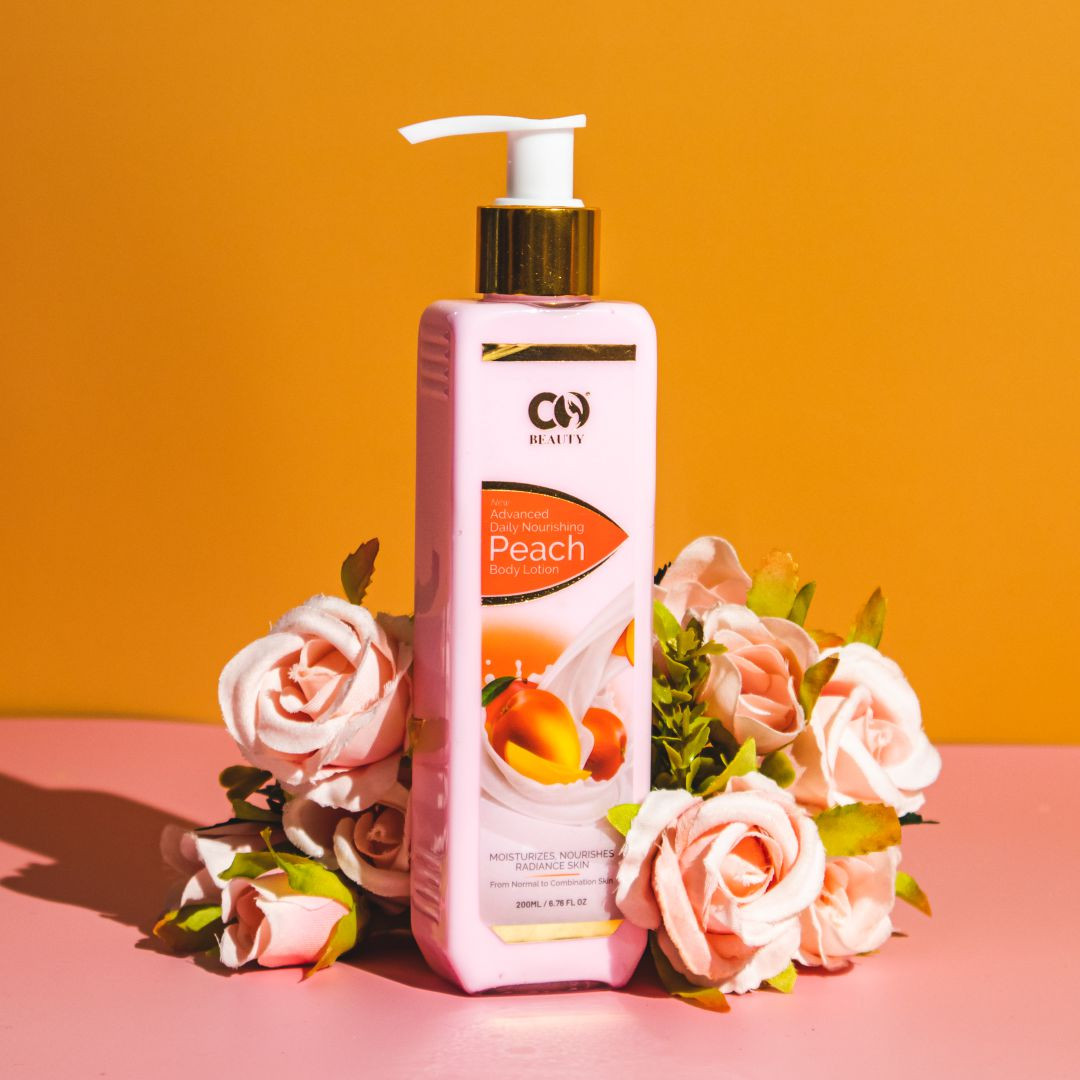 BEAUTY
New
Advanced
Daily Nourishing
Peach
Body Lotion
MOISTURIZES, NOURISHES
RADIANCE SKIN
From Normal to Combination Skin
200ML / 6.76 FL OZ